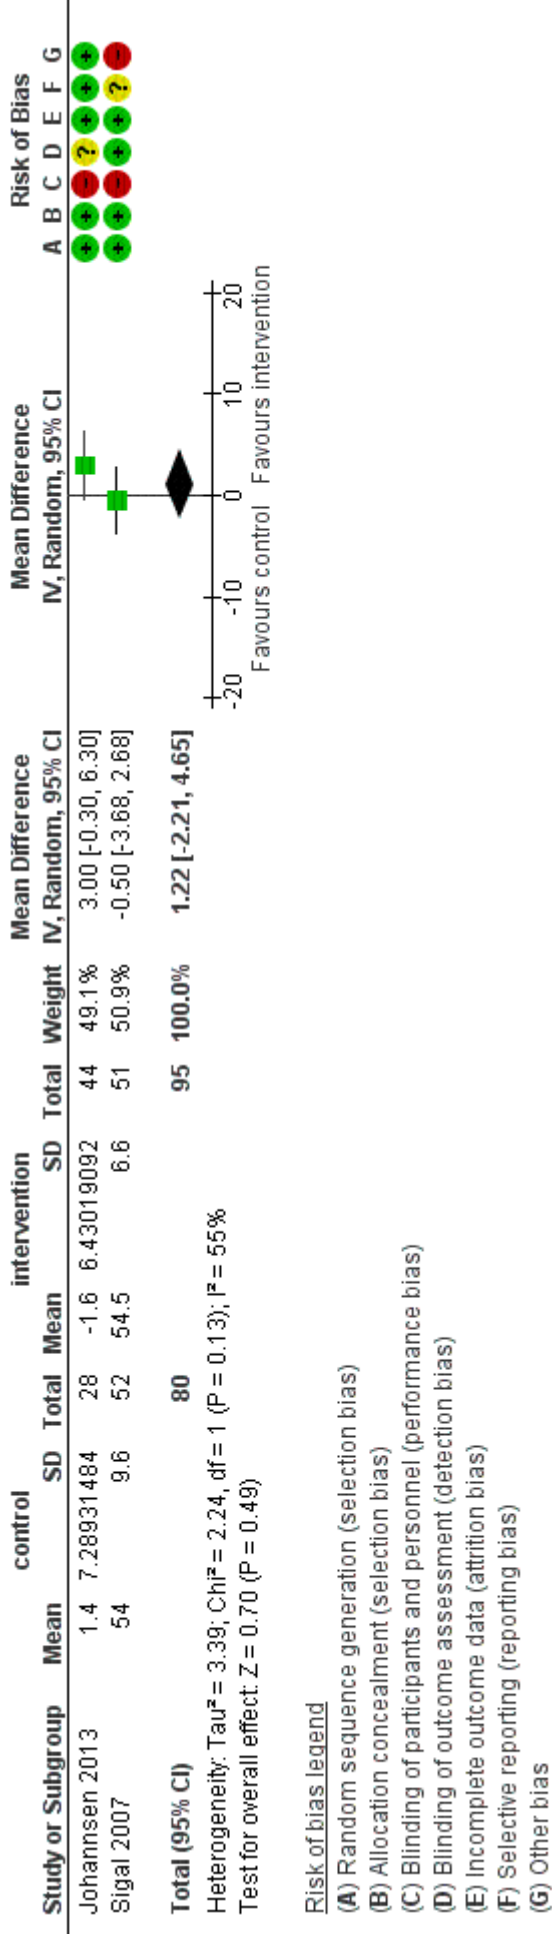 control intervention Mean Difference Mean Difference Risk of Bias
Study or Subgroup Mean SD Total Mean SD Total Weight IV, Random, 95% CI IV, Random, 95% CI A B C D E F G
Johannsen 2013 1.4 7.28931484 28 -1.6 6.43019092 44 49.1% 3.00 [-0.30, 6.30] + + - ? + + +
Sigal 2007 54 9.6 52 54.5 6.6 51 50.9% -0.50 [-3.68, 2.68] + + - + + ? -
Total (95% CI) 80 95 100.0% 1.22 [-2.21, 4.65]
Heterogeneity: Tau² = 3.39; Chi² = 2.24, df = 1 (P = 0.13); I² = 55%
Test for overall effect: Z = 0.70 (P = 0.49)
-20 -10 0 10 20
Favours control Favours intervention
Risk of bias legend
(A) Random sequence generation (selection bias)
(B) Allocation concealment (selection bias)
(C) Blinding of participants and personnel (performance bias)
(D) Blinding of outcome assessment (detection bias)
(E) Incomplete outcome data (attrition bias)
(F) Selective reporting (reporting bias)
(G) Other bias